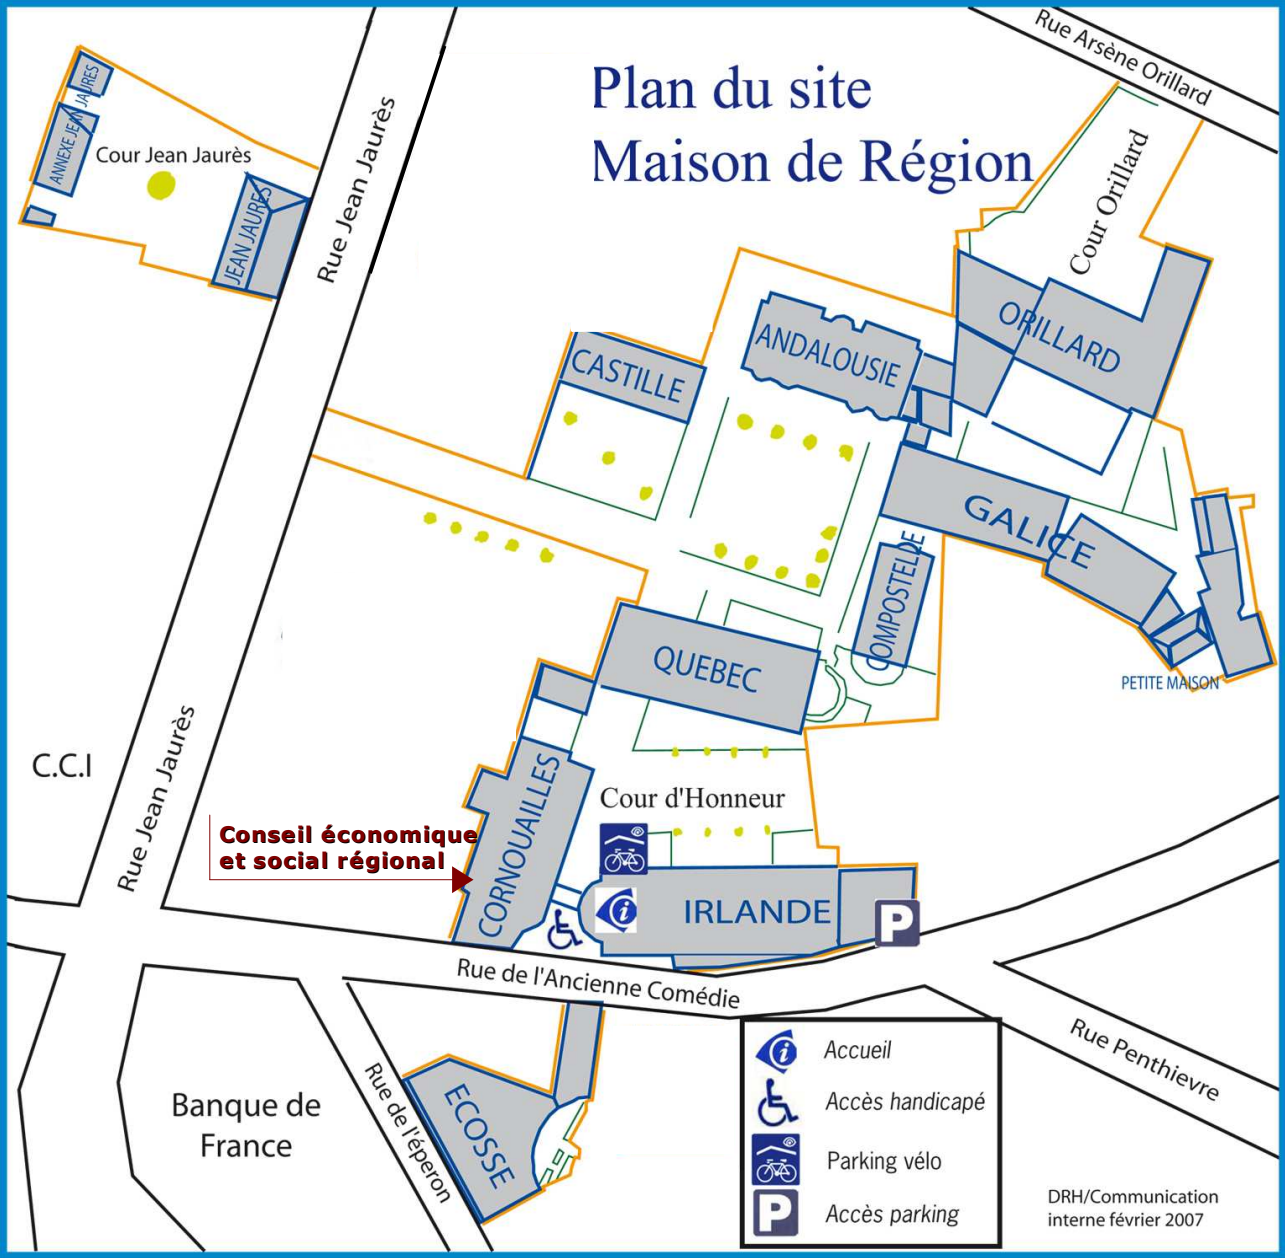 Rue Arsène Orillard
Plan du site
Maison de Région
ANNEXE JEAN JAURES
Cour Jean Jaurès
JEAN JAURES
Rue Jean Jaurès
Cour Orillard
ORILLARD
ANDALOUSIE
CASTILLE
GALICE
COMPOSTELDE
QUEBEC
PETITE MAISON
C.C.I
Rue Jean Jaurès
CORNOUAILLES
Cour d'Honneur
Conseil économique
et social régional
IRLANDE
P
Rue de l'Ancienne Comédie
Rue Penthievre
Banque de
France
Rue de l'éperon
ECOSSE
Accueil
Accès handicapé
Parking vélo
P
Accès parking
DRH/Communication
interne février 2007